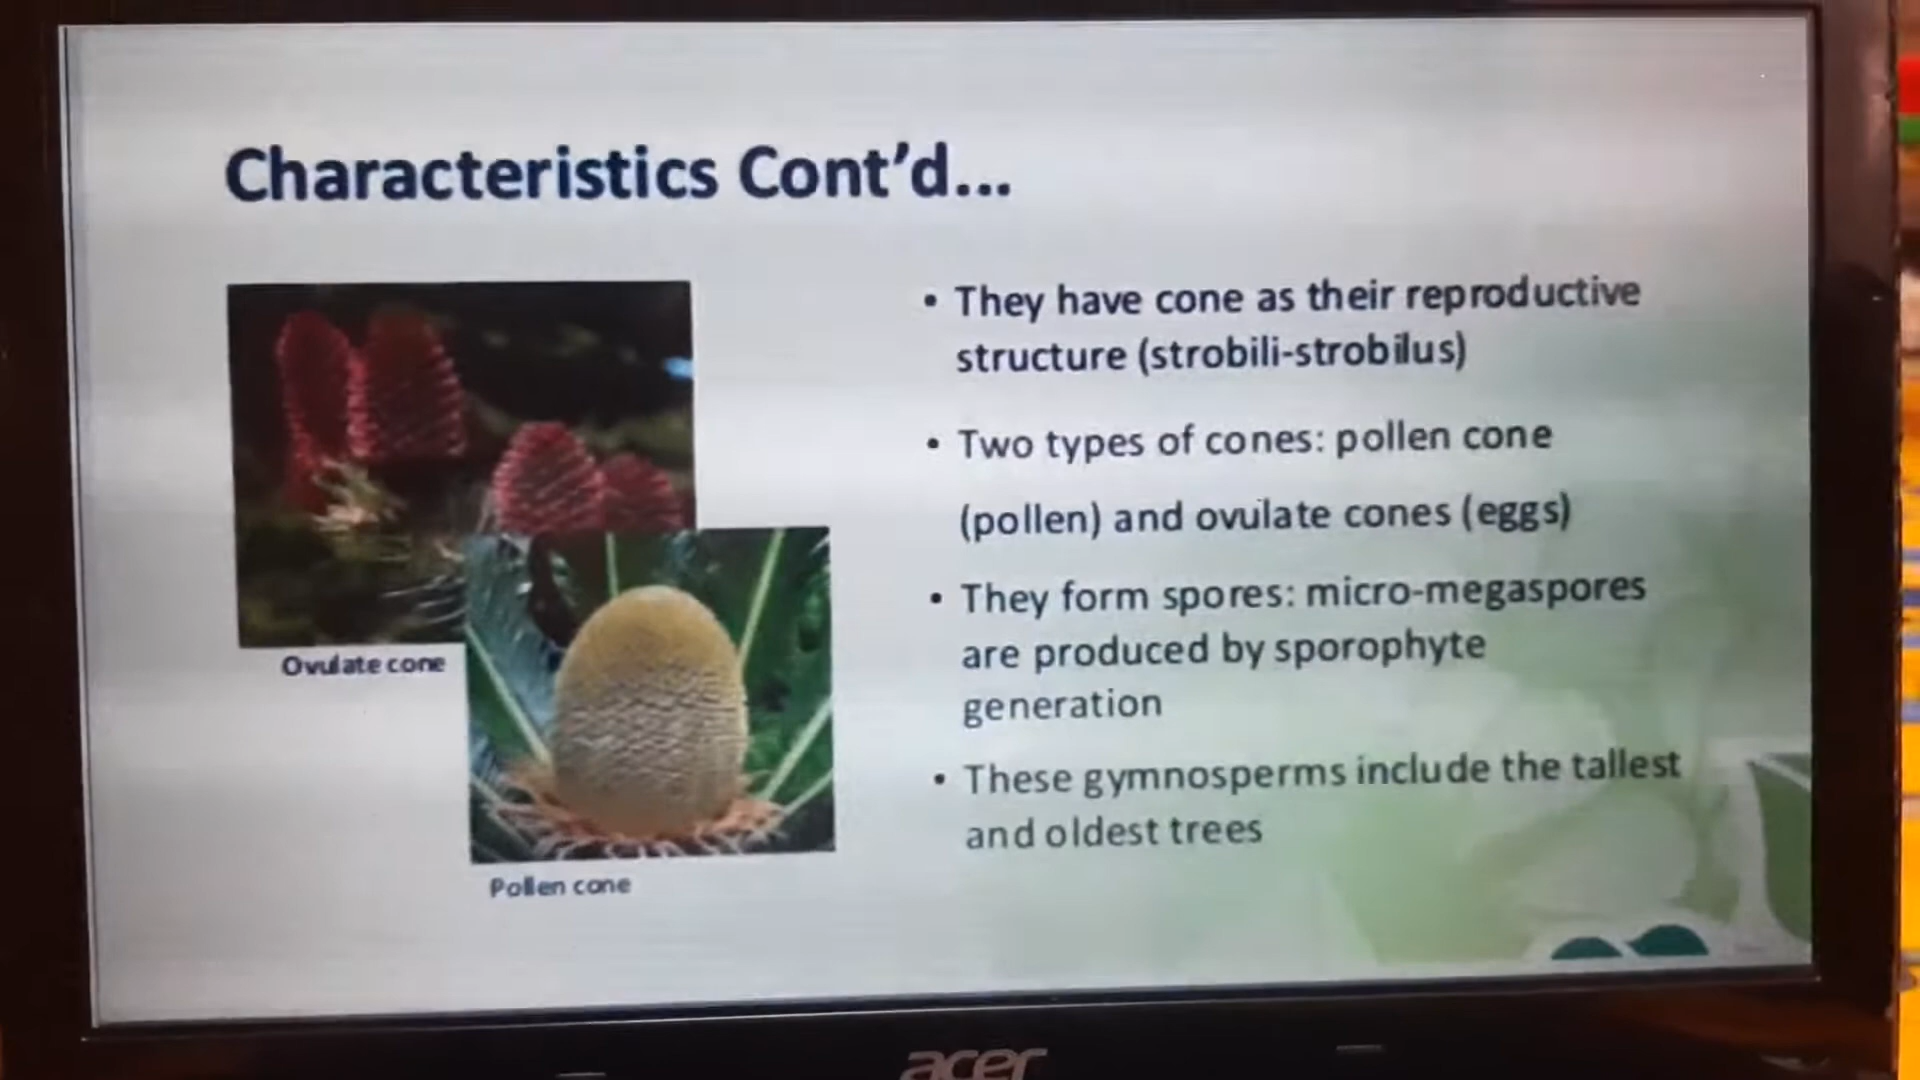 Characteristics Cont’d...
• They have cone as their reproductive
structure (strobili-strobilus)
• Two types of cones: pollen cone
(pollen) and ovulate cones (eggs)
• They form spores: micro-megaspores
are produced by sporophyte
generation
• These gymnosperms include the tallest
and oldest trees
Ovulate cone
Pollen cone
acer